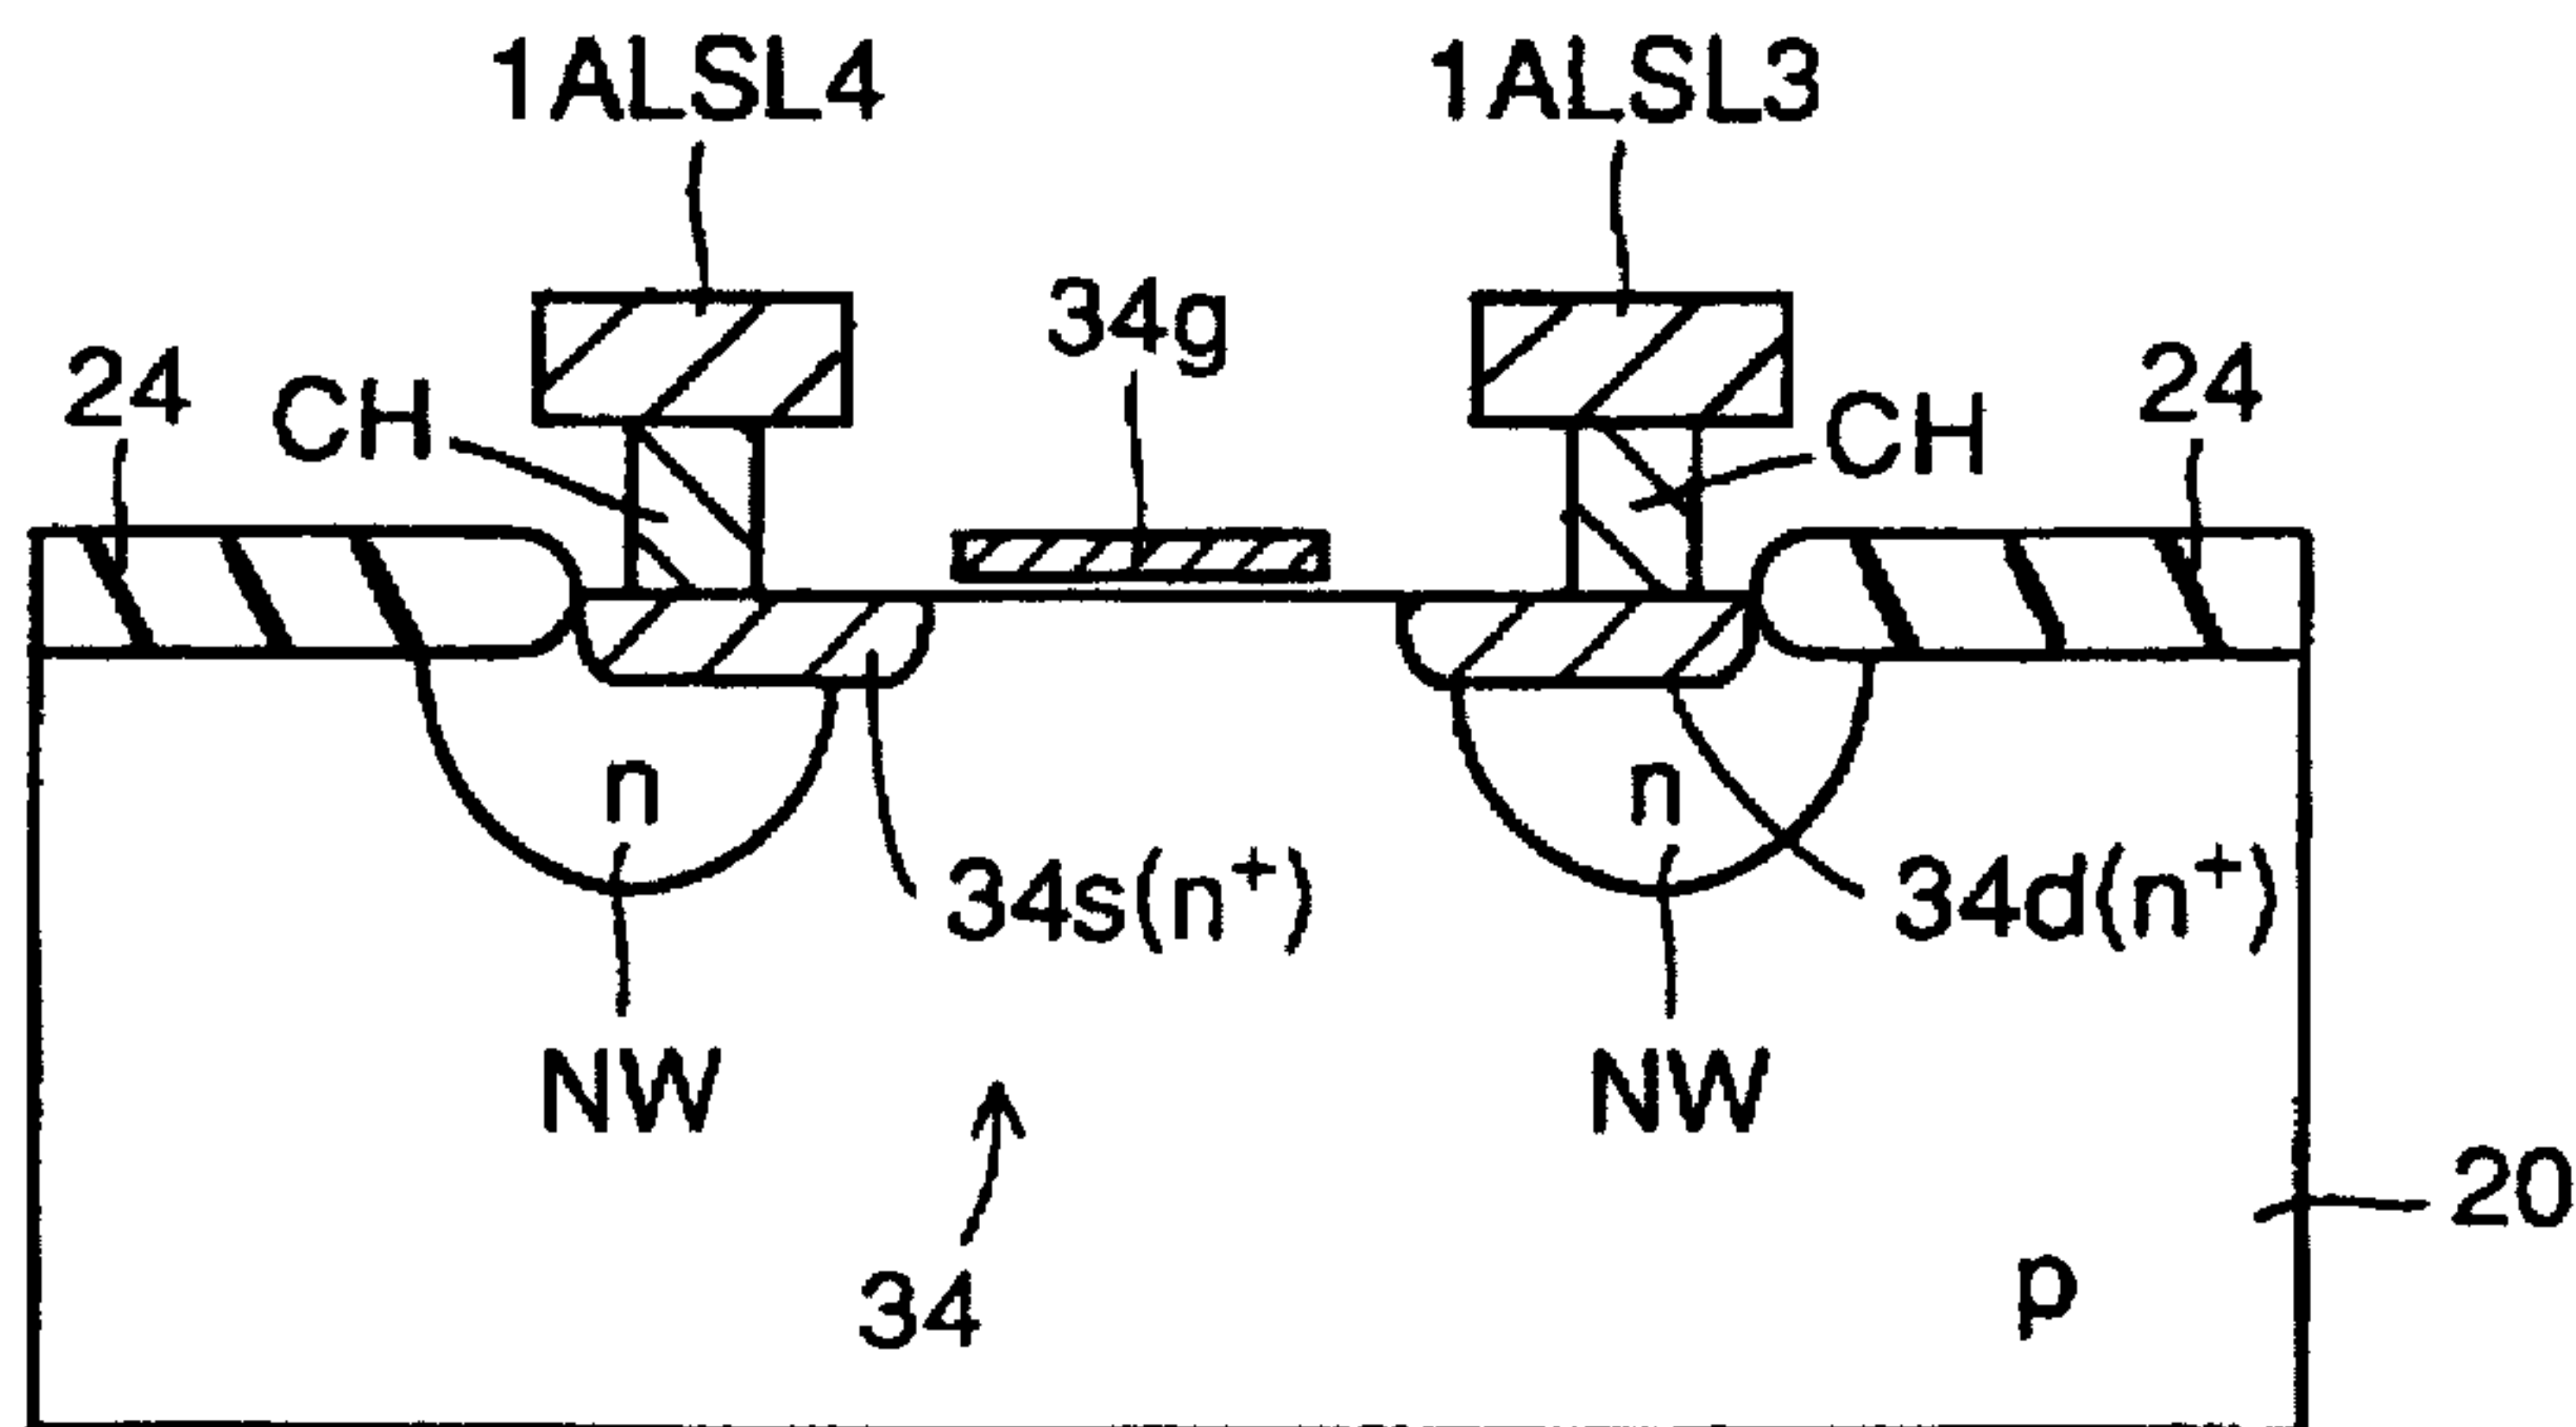 1ALSL4 1ALSL3
34g
24 24
CH CH
n n
34s(n⁺) 34d(n⁺)
NW NW
20
p
34